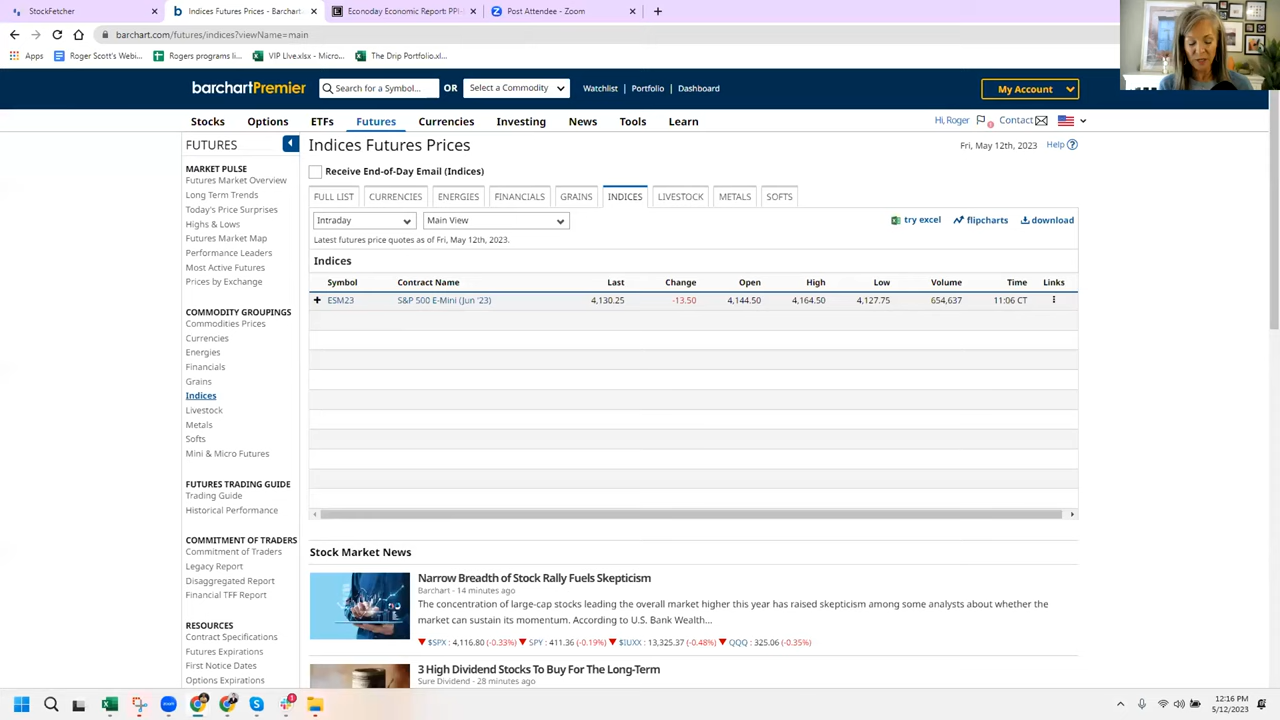 StockFetcher
Indices Futures Prices - Barchart
Econoday Economic Report: PPI-
Post Attendee - Zoom
barchart.com/futures/indices?viewName=main
Apps
Roger Scott's Webi...
Rogers programs li...
VIP Live.xlsx - Micro...
The Drip Portfolio.xl...
barchartPremier
Search for a Symbol...
OR
Select a Commodity
Watchlist
Portfolio
Dashboard
My Account
Stocks Options ETFs Futures Currencies Investing News Tools Learn
Hi, Roger
Contact
FUTURES
MARKET PULSE
Futures Market Overview
Long Term Trends
Today's Price Surprises
Highs & Lows
Futures Market Map
Performance Leaders
Most Active Futures
Prices by Exchange
COMMODITY GROUPINGS
Commodities Prices
Currencies
Energies
Financials
Grains
Indices
Livestock
Metals
Softs
Mini & Micro Futures
FUTURES TRADING GUIDE
Trading Guide
Historical Performance
COMMITMENT OF TRADERS
Commitment of Traders
Legacy Report
Disaggregated Report
Financial TFF Report
RESOURCES
Contract Specifications
Futures Expirations
First Notice Dates
Options Expirations
Indices Futures Prices
Fri, May 12th, 2023
Help
Receive End-of-Day Email (Indices)
FULL LIST CURRENCIES ENERGIES FINANCIALS GRAINS INDICES LIVESTOCK METALS SOFTS
Intraday
Main View
try excel
flipcharts
download
Latest futures price quotes as of Fri, May 12th, 2023.
Indices
Symbol Contract Name Last Change Open High Low Volume Time Links
ESM23 S&P 500 E-Mini (Jun '23) 4,130.25 -13.50 4,144.50 4,164.50 4,127.75 654,637 11:06 CT
Stock Market News
Narrow Breadth of Stock Rally Fuels Skepticism
Barchart - 14 minutes ago
The concentration of large-cap stocks leading the overall market higher this year has raised skepticism among some analysts about whether the
market can sustain its momentum. According to U.S. Bank Wealth...
$SPX : 4,116.80 (-0.33%) SPY : 411.36 (-0.19%) $IUXX : 13,325.37 (-0.48%) QQQ : 325.06 (-0.35%)
3 High Dividend Stocks To Buy For The Long-Term
Sure Dividend - 28 minutes ago
zoom
12:16 PM
5/12/2023